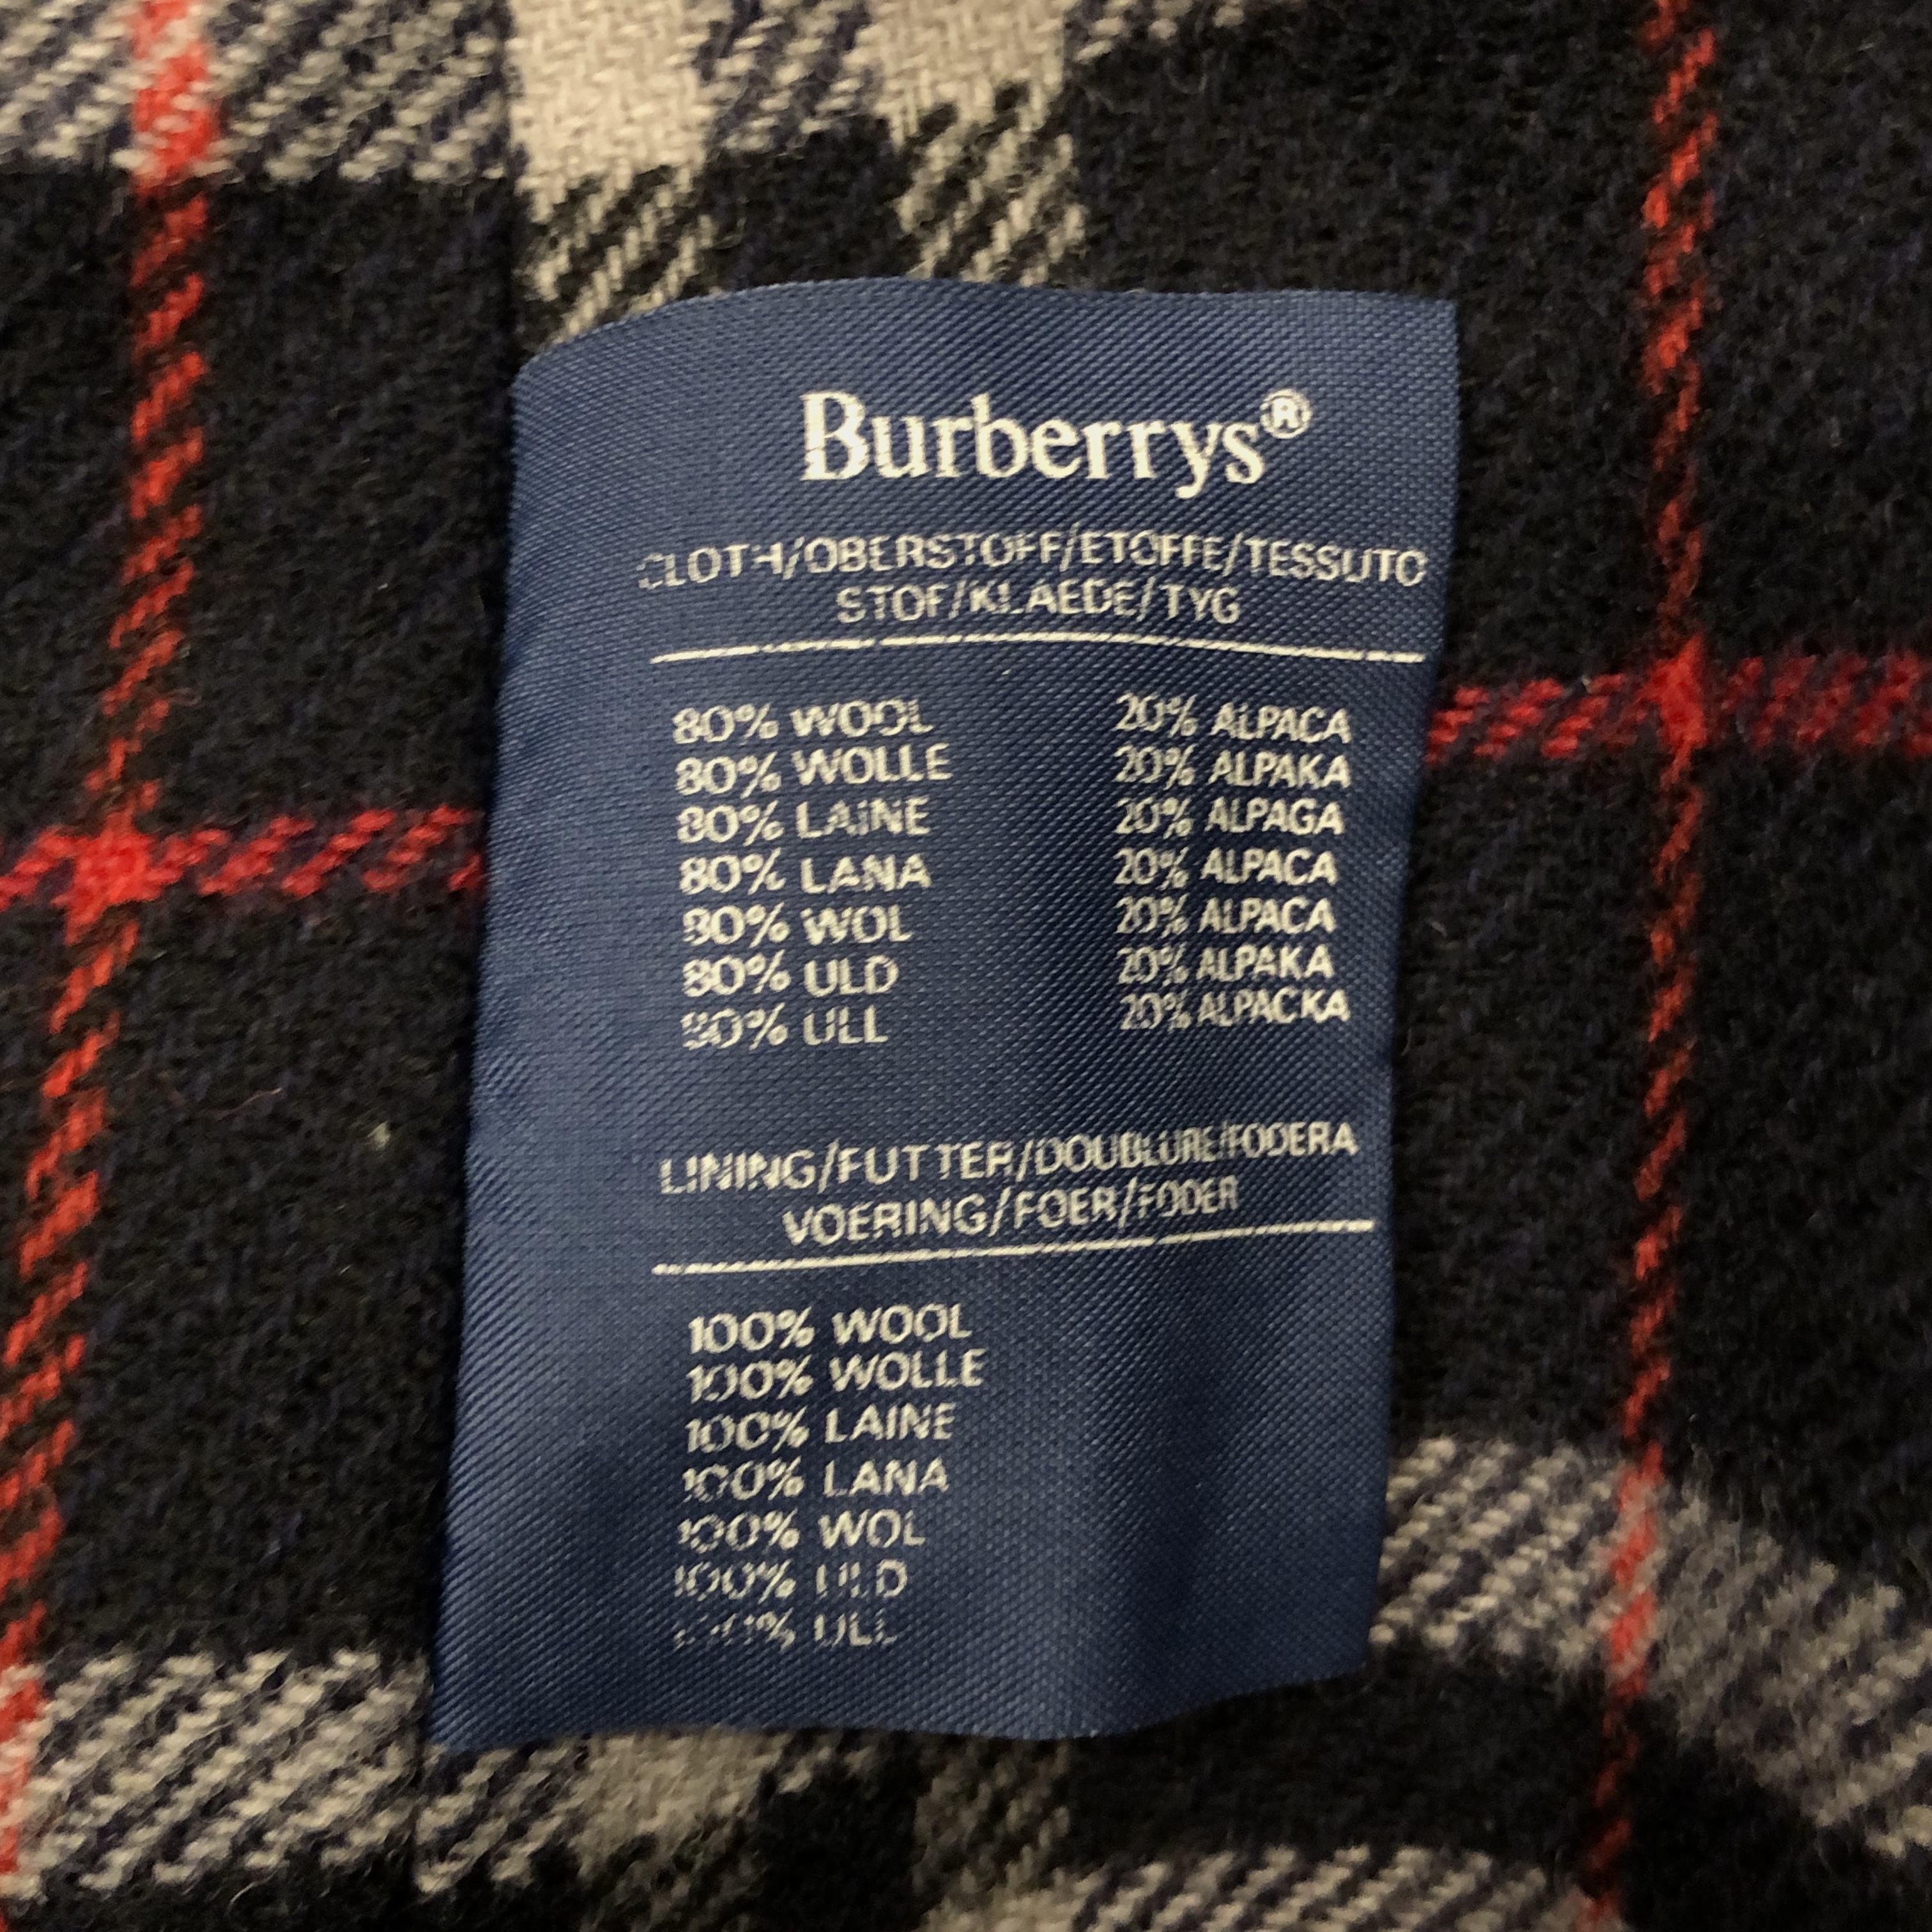 Burberrys®
CLOTH/OBERSTOFF/ETOFFE/TESSUTO
STOF/KLAEDE/TYG
80% WOOL 20% ALPACA
80% WOLLE 20% ALPAKA
80% LAINE 20% ALPAGA
80% LANA 20% ALPACA
80% WOL 20% ALPACA
80% ULD 20% ALPAKA
80% ULL 20% ALPACKA
LINING/FUTTER/DOUBLURE/FODERA
VOERING/FOER/FODER
100% WOOL
100% WOLLE
100% LAINE
100% LANA
100% WOL
100% ULD
100% ULL